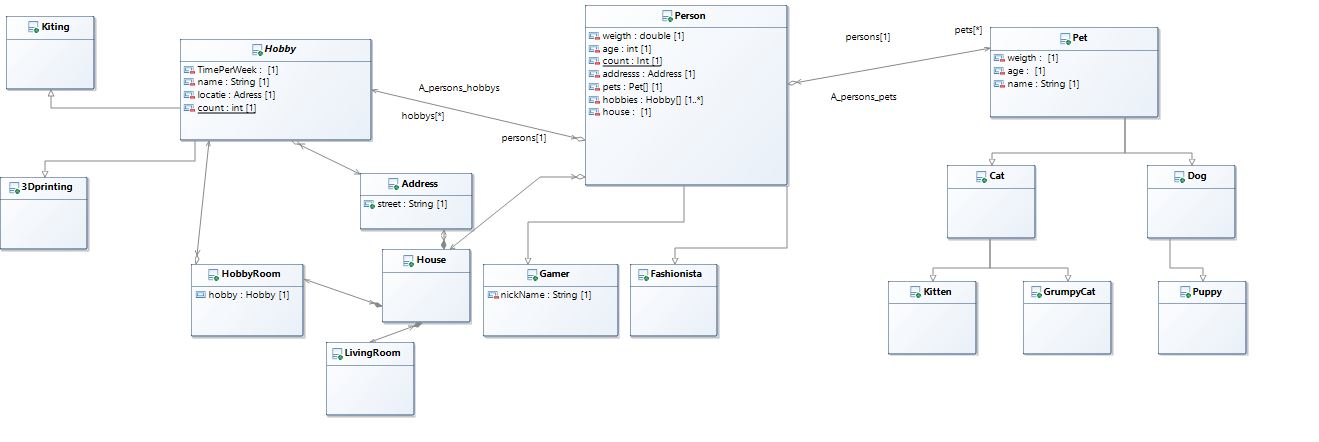 Kiting
Hobby
TimePerWeek : [1]
name : String [1]
locatie : Adress [1]
count : int [1]
Person
weigth : double [1]
age : int [1]
count : Int [1]
addresss : Address [1]
pets : Pet[] [1]
hobbies : Hobby[] [1..*]
house : [1]
persons[1]
pets[*]
A_persons_pets
Pet
weigth : [1]
age : [1]
name : String [1]
A_persons_hobbys
hobbys[*]
persons[1]
3Dprinting
Address
street : String [1]
Cat
Dog
HobbyRoom
hobby : Hobby [1]
House
Gamer
nickName : String [1]
Fashionista
Kitten
GrumpyCat
Puppy
LivingRoom